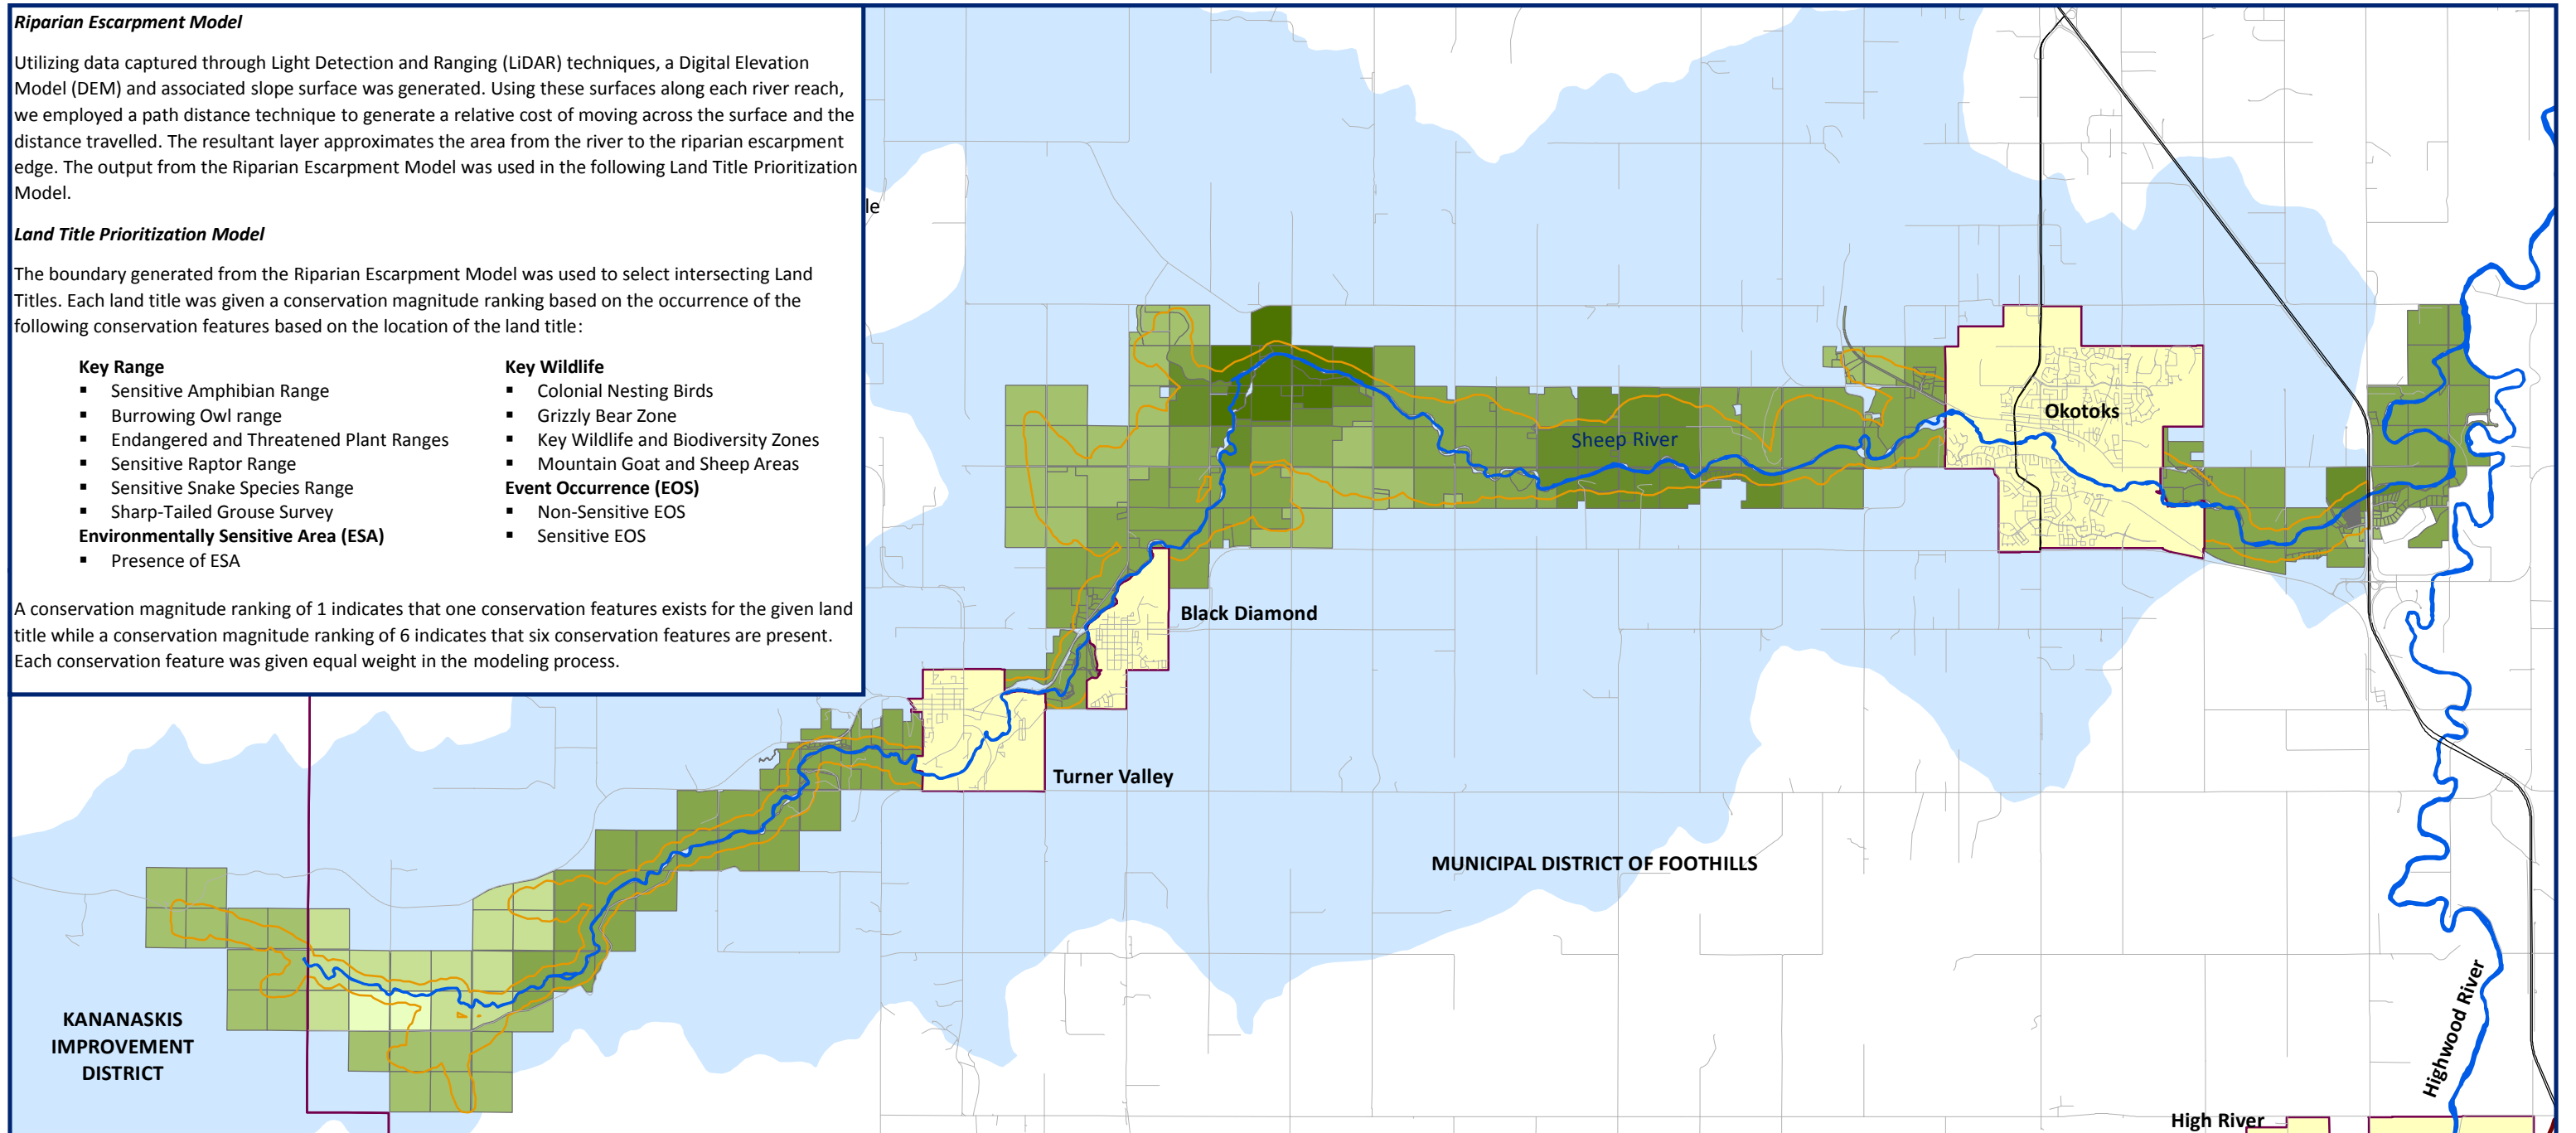 Riparian Escarpment Model
Utilizing data captured through Light Detection and Ranging (LiDAR) techniques, a Digital Elevation
Model (DEM) and associated slope surface was generated. Using these surfaces along each river reach,
we employed a path distance technique to generate a relative cost of moving across the surface and the
distance travelled. The resultant layer approximates the area from the river to the riparian escarpment
edge. The output from the Riparian Escarpment Model was used in the following Land Title Prioritization
Model.
Land Title Prioritization Model
The boundary generated from the Riparian Escarpment Model was used to select intersecting Land
Titles. Each land title was given a conservation magnitude ranking based on the occurrence of the
following conservation features based on the location of the land title:
Key Range
▪ Sensitive Amphibian Range
▪ Burrowing Owl range
▪ Endangered and Threatened Plant Ranges
▪ Sensitive Raptor Range
▪ Sensitive Snake Species Range
▪ Sharp-Tailed Grouse Survey
Environmentally Sensitive Area (ESA)
▪ Presence of ESA
Key Wildlife
▪ Colonial Nesting Birds
▪ Grizzly Bear Zone
▪ Key Wildlife and Biodiversity Zones
▪ Mountain Goat and Sheep Areas
Event Occurrence (EOS)
▪ Non-Sensitive EOS
▪ Sensitive EOS
A conservation magnitude ranking of 1 indicates that one conservation features exists for the given land
title while a conservation magnitude ranking of 6 indicates that six conservation features are present.
Each conservation feature was given equal weight in the modeling process.
le
Okotoks
Sheep River
Black Diamond
Turner Valley
MUNICIPAL DISTRICT OF FOOTHILLS
KANANASKIS
IMPROVEMENT
DISTRICT
Highwood River
High River